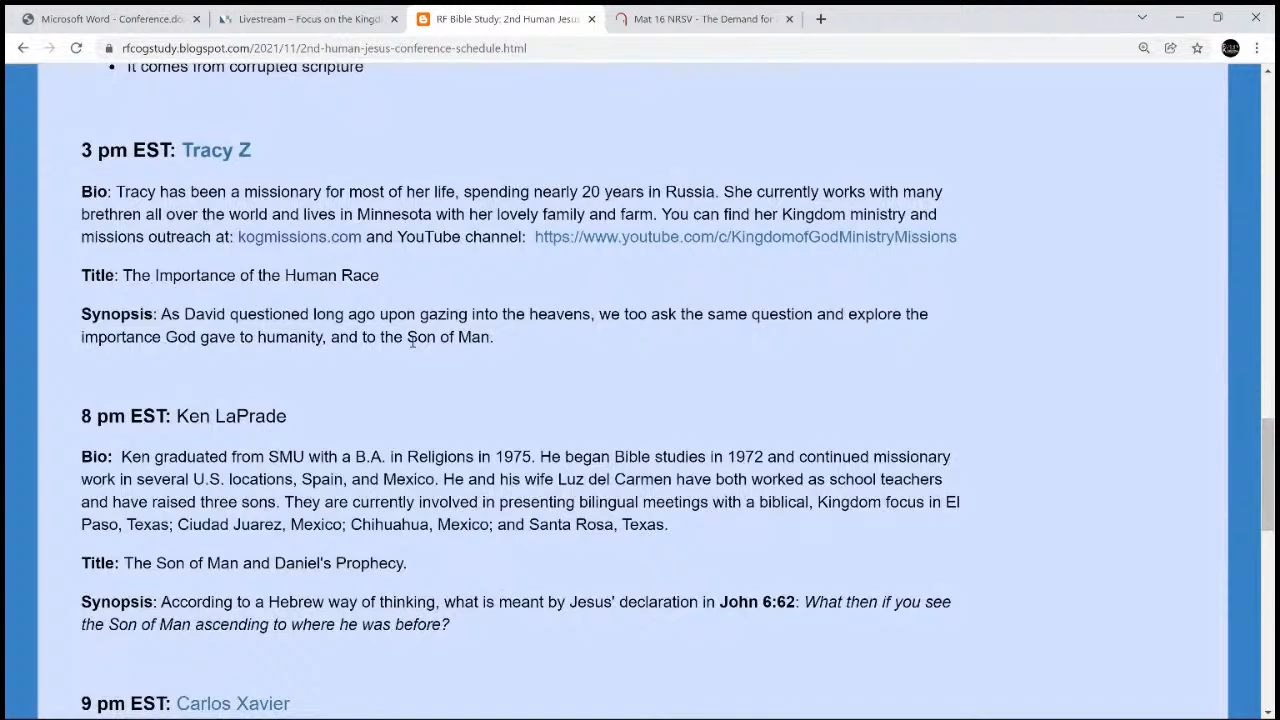 Microsoft Word - Conference.do
Livestream – Focus on the Kingd
RF Bible Study: 2nd Human Jesus
Mat 16 NRSV - The Demand for
rfcogstudy.blogspot.com/2021/11/2nd-human-jesus-conference-schedule.html
It comes from corrupted scripture
3 pm EST: Tracy Z
Bio: Tracy has been a missionary for most of her life, spending nearly 20 years in Russia. She currently works with many
brethren all over the world and lives in Minnesota with her lovely family and farm. You can find her Kingdom ministry and
missions outreach at: kogmissions.com and YouTube channel: https://www.youtube.com/c/KingdomofGodMinistryMissions
Title: The Importance of the Human Race
Synopsis: As David questioned long ago upon gazing into the heavens, we too ask the same question and explore the
importance God gave to humanity, and to the Son of Man.
8 pm EST: Ken LaPrade
Bio: Ken graduated from SMU with a B.A. in Religions in 1975. He began Bible studies in 1972 and continued missionary
work in several U.S. locations, Spain, and Mexico. He and his wife Luz del Carmen have both worked as school teachers
and have raised three sons. They are currently involved in presenting bilingual meetings with a biblical, Kingdom focus in El
Paso, Texas; Ciudad Juarez, Mexico; Chihuahua, Mexico; and Santa Rosa, Texas.
Title: The Son of Man and Daniel's Prophecy.
Synopsis: According to a Hebrew way of thinking, what is meant by Jesus' declaration in John 6:62: What then if you see
the Son of Man ascending to where he was before?
9 pm EST: Carlos Xavier